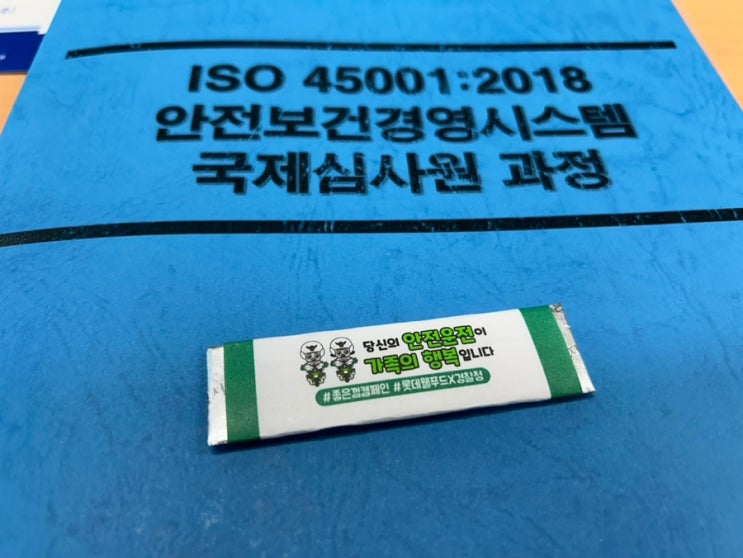 ISO 45001:2018
안전보건경영시스템
국제심사원 과정
당신의 안전운전이
가족의 행복입니다
#좋은껌캠페인 #롯데웰푸드X경찰청